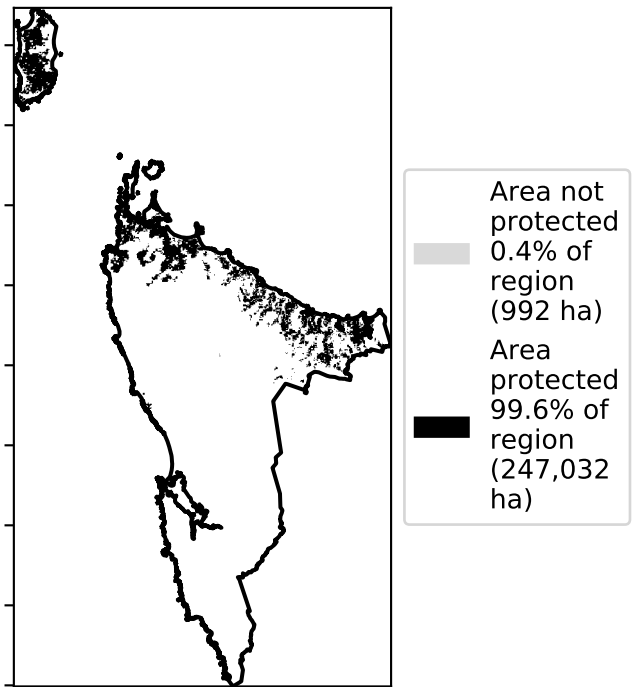 Area not
protected
0.4% of
region
(992 ha)
Area
protected
99.6% of
region
(247,032
ha)